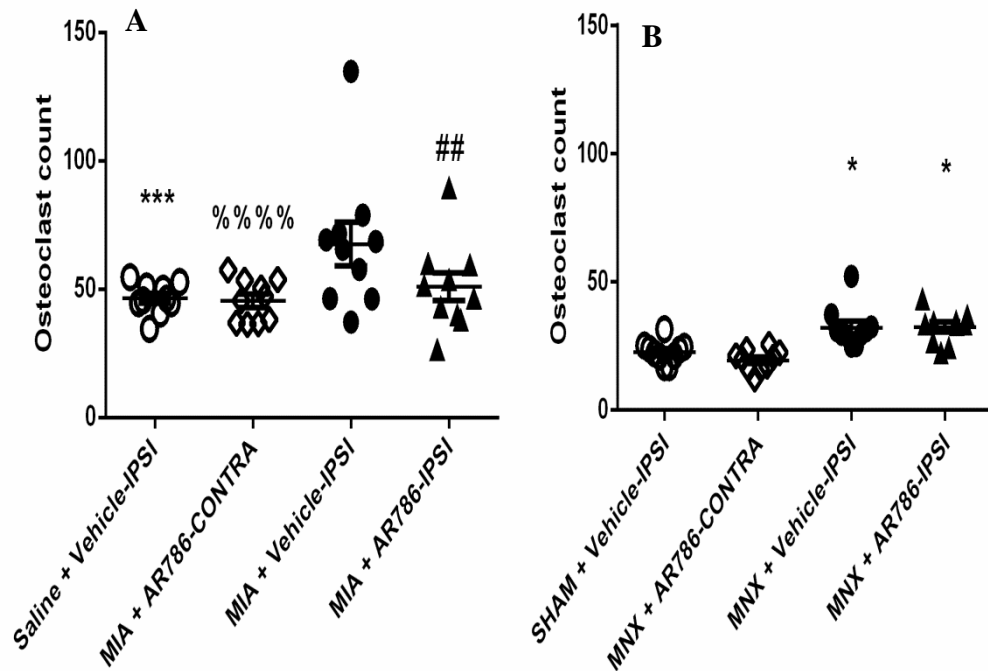 A
Osteoclast count
150
100
50
0
***
%%%%
##
Saline + Vehicle-IPSI
MIA + AR786-CONTRA
MIA + Vehicle-IPSI
MIA + AR786-IPSI
B
Osteoclast count
150
100
50
0
*
*
SHAM + Vehicle-IPSI
MNX + AR786-CONTRA
MNX + Vehicle-IPSI
MNX + AR786-IPSI